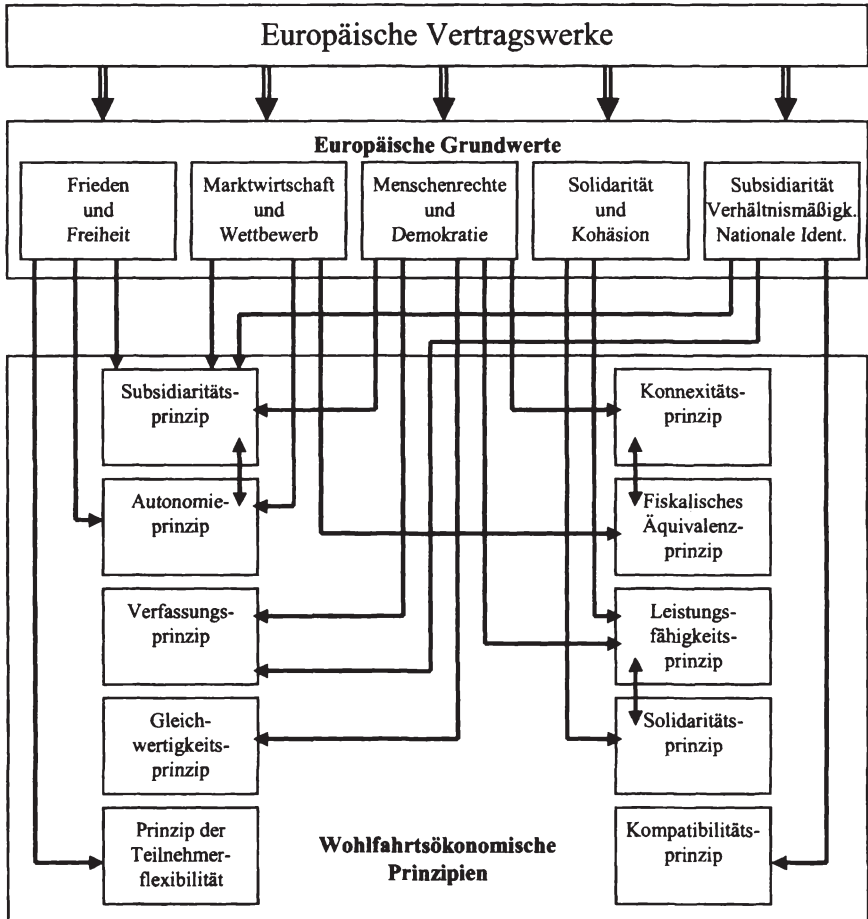 Europäische Vertragswerke
Europäische Grundwerte
Frieden
und
Freiheit
Marktwirtschaft
und
Wettbewerb
Menschenrechte
und
Demokratie
Solidarität
und
Kohäsion
Subsidiarität
Verhältnismäßigk.
Nationale Ident.
Subsidiaritäts-
prinzip
Konnexitäts-
prinzip
Autonomie-
prinzip
Fiskalisches
Äquivalenz-
prinzip
Verfassungs-
prinzip
Leistungs-
fähigkeits-
prinzip
Gleich-
wertigkeits-
prinzip
Solidaritäts-
prinzip
Prinzip der
Teilnehmer-
flexibilität
Wohlfahrtsökonomische
Prinzipien
Kompatibilitäts-
prinzip